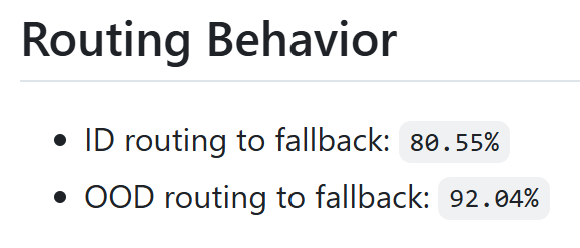 Routing Behavior
ID routing to fallback: 80.55%
OOD routing to fallback: 92.04%